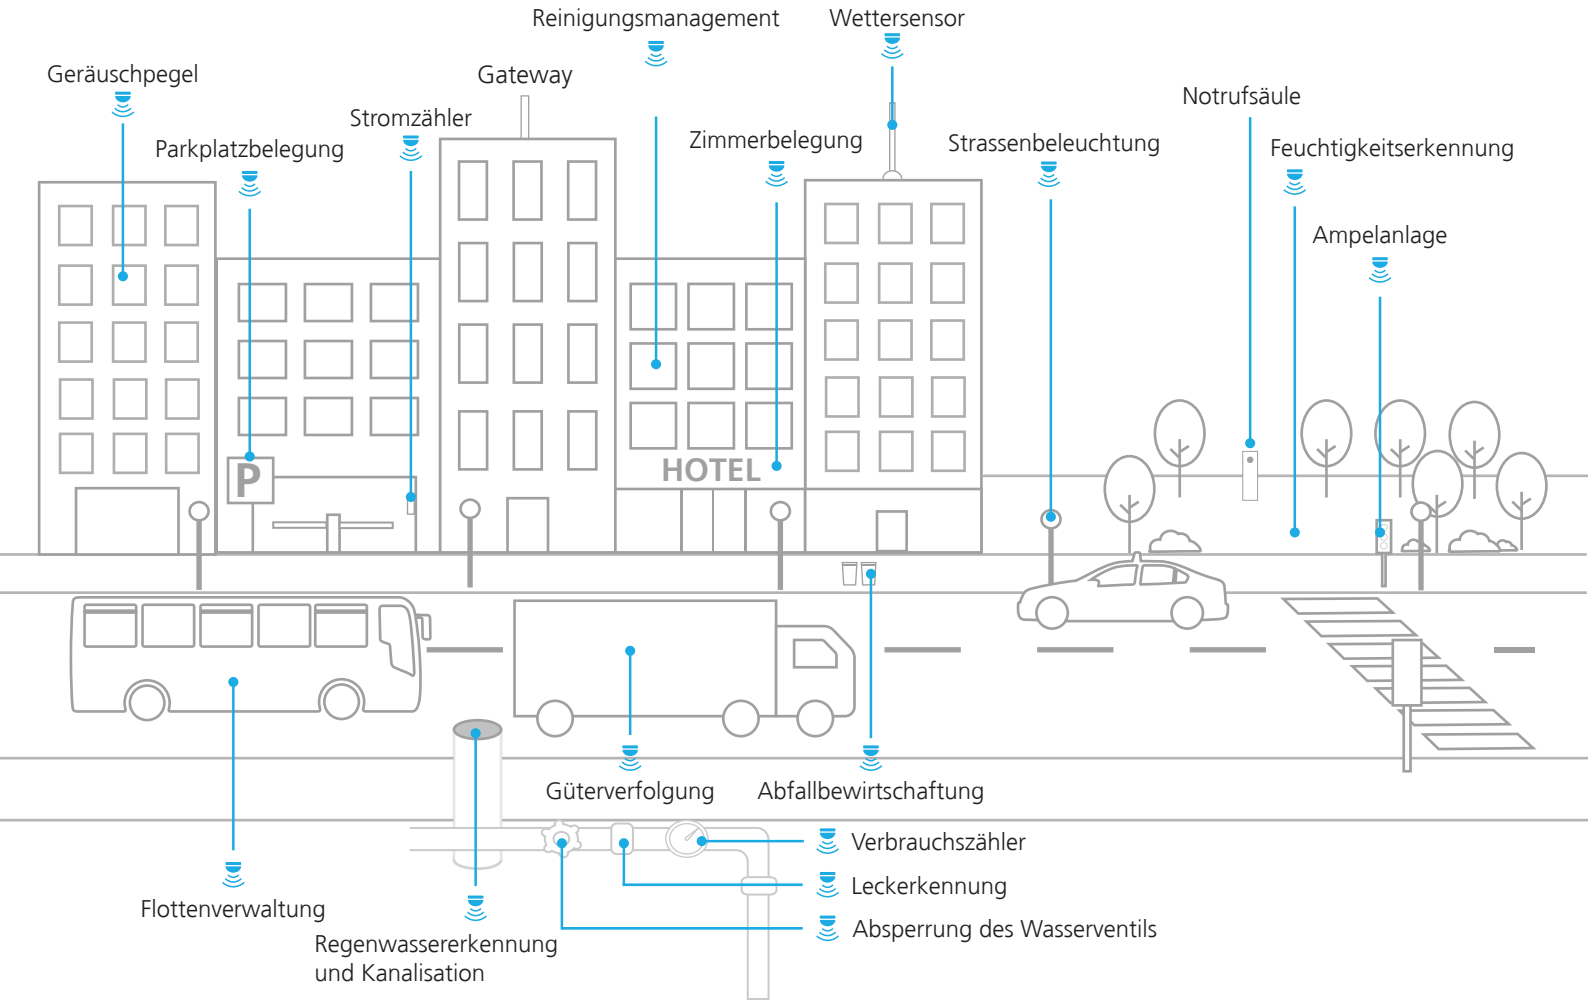 Reinigungsmanagement
Wettersensor
Geräuschpegel
Gateway
Notrufsäule
Stromzähler
Parkplatzbelegung
Zimmerbelegung
Strassenbeleuchtung
Feuchtigkeitserkennung
Ampelanlage
P
HOTEL
Güterverfolgung
Abfallbewirtschaftung
Verbrauchszähler
Leckerkennung
Flottenverwaltung
Absperrung des Wasserventils
Regenwassererkennung
und Kanalisation